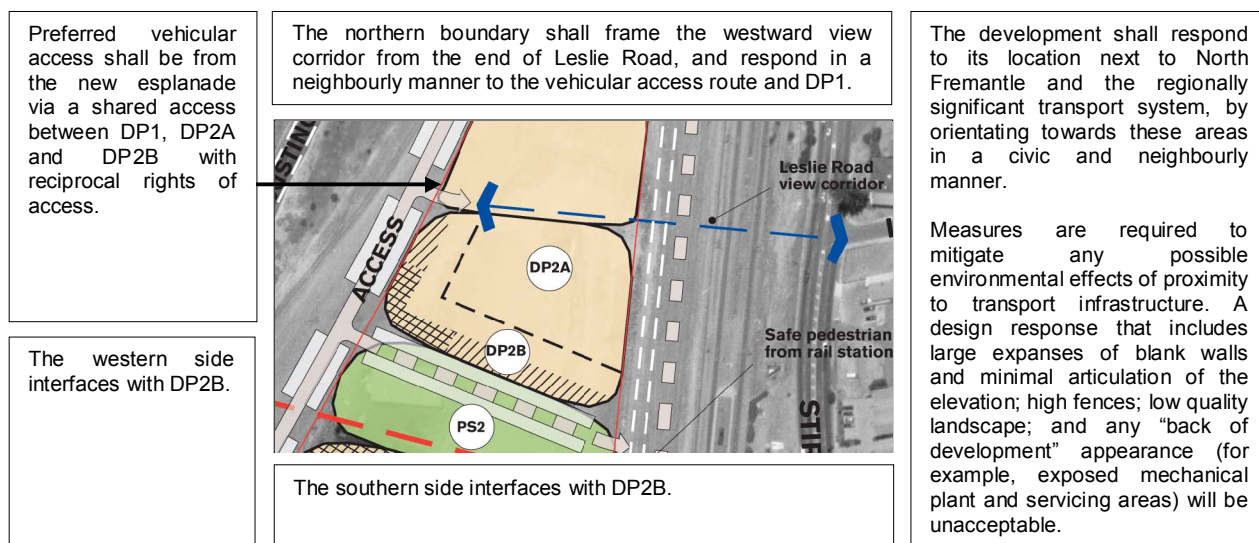 Preferred vehicular
access shall be from
the new esplanade
via a shared access
between DP1, DP2A
and DP2B with
reciprocal rights of
access.
The northern boundary shall frame the westward view
corridor from the end of Leslie Road, and respond in a
neighbourly manner to the vehicular access route and DP1.
The development shall respond
to its location next to North
Fremantle and the regionally
significant transport system, by
orientating towards these areas
in a civic and neighbourly
manner.
Measures are required to
mitigate any possible
environmental effects of proximity
to transport infrastructure. A
design response that includes
large expanses of blank walls
and minimal articulation of the
elevation; high fences; low quality
landscape; and any “back of
development” appearance (for
example, exposed mechanical
plant and servicing areas) will be
unacceptable.
ISTING
Leslie Road
view corridor
ACCESS
DP2A
DP2B
Safe pedestrian
from rail station
PS2
STIR
The western side
interfaces with DP2B.
The southern side interfaces with DP2B.